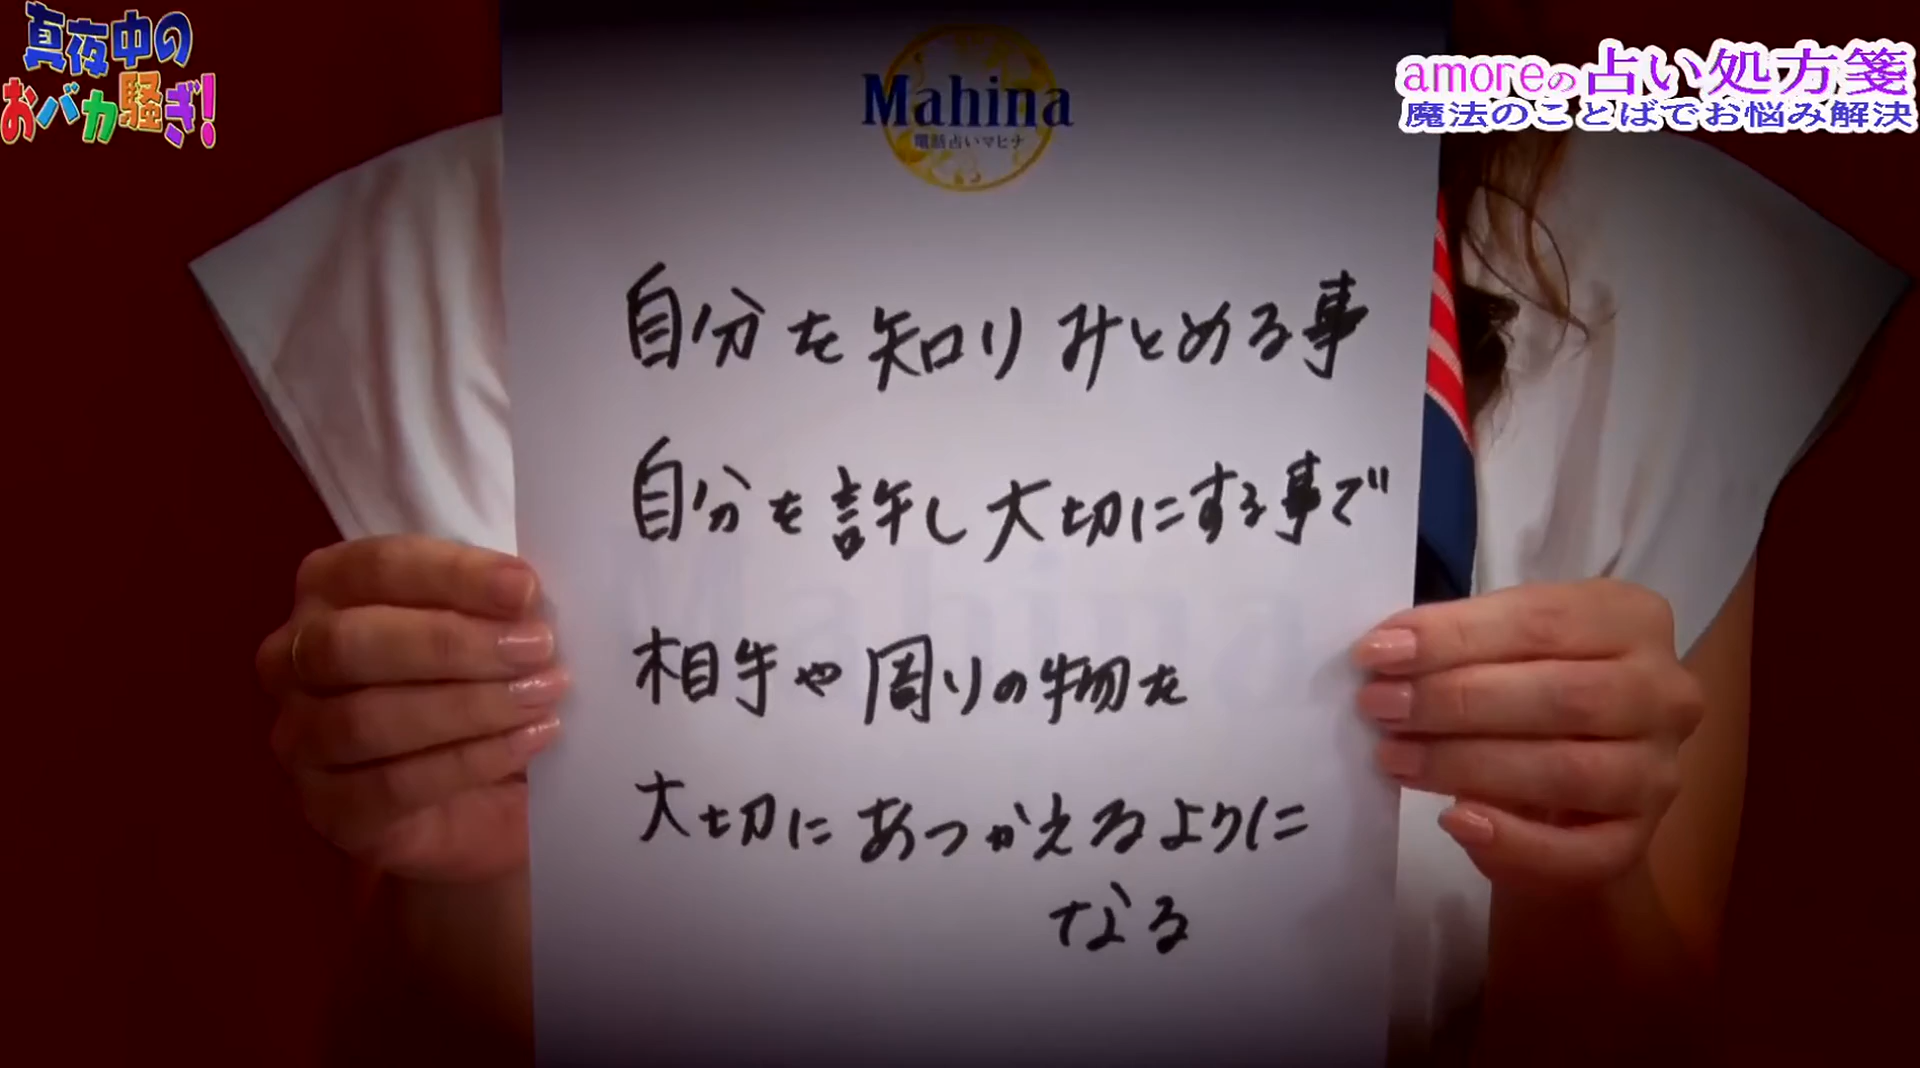 真夜中の
おバカ騒ぎ!
amoreの占い処方箋
魔法のことばでお悩み解決
Mahina
電話占いマヒナ
自分を知りみとめる事
自分を許し大切にする事で
相手や周りの物を
大切にあつかえるように
なる
Mahina